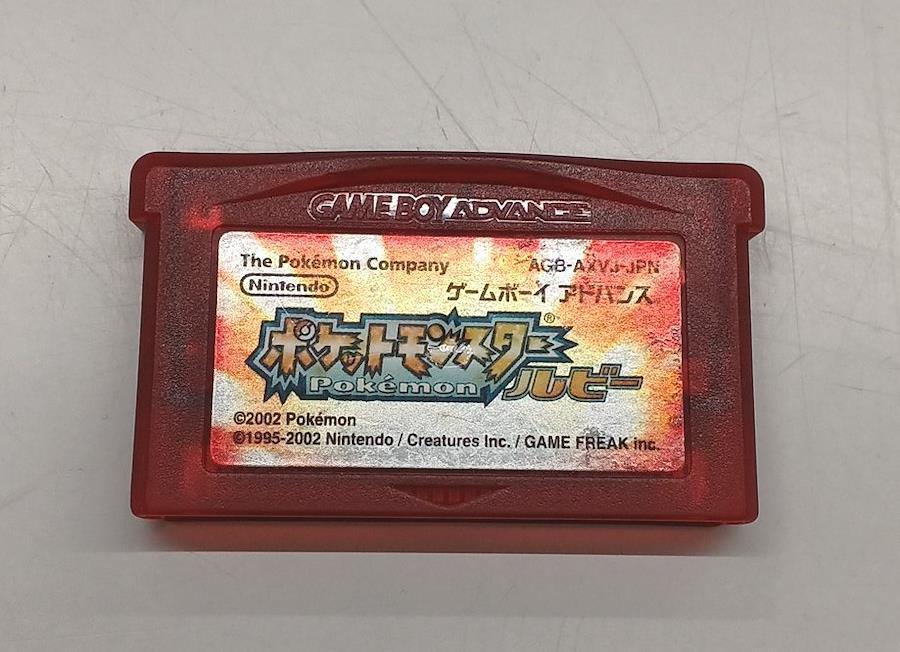 GAME BOY ADVANCE
The Pokémon Company AGB-AXVJ-JPN
Nintendo ゲームボーイ アドバンス
ポケットモンスター®
Pokémon ルビー
©2002 Pokémon
©1995-2002 Nintendo / Creatures Inc. / GAME FREAK inc.